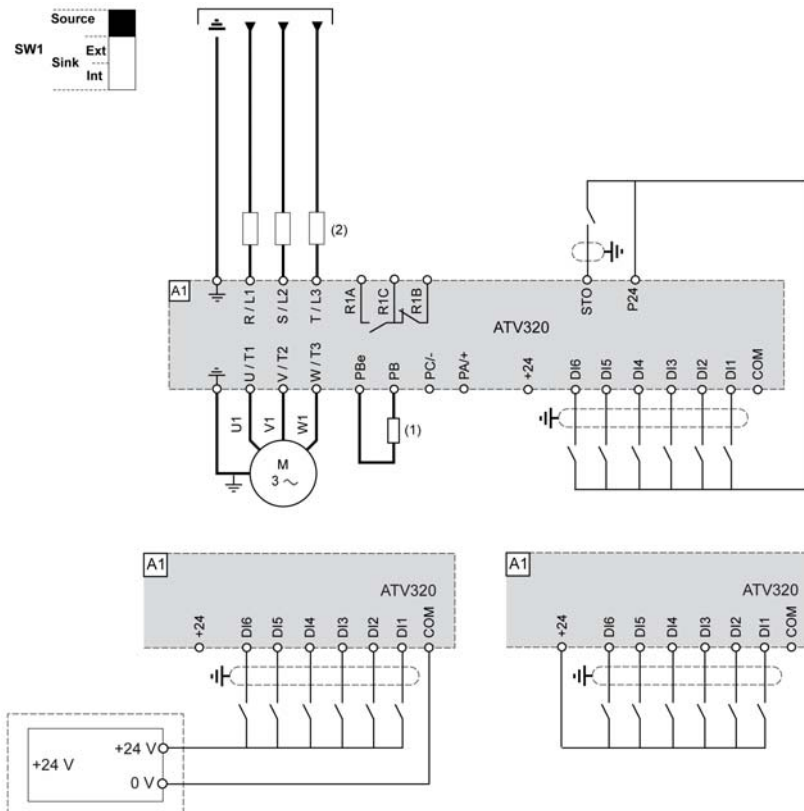 Source
SW1
Ext
Sink
Int
(2)
A1
R / L1
S / L2
T / L3
R1A
R1C
R1B
STO
P24
ATV320
U / T1
V / T2
W / T3
PBe
PB
PC/-
PA/+
+24
DI6
DI5
DI4
DI3
DI2
DI1
COM
U1
V1
W1
(1)
M
3 ~
A1
ATV320
+24
DI6
DI5
DI4
DI3
DI2
DI1
COM
+24 V
+24 V
0 V
A1
ATV320
+24
DI6
DI5
DI4
DI3
DI2
DI1
COM